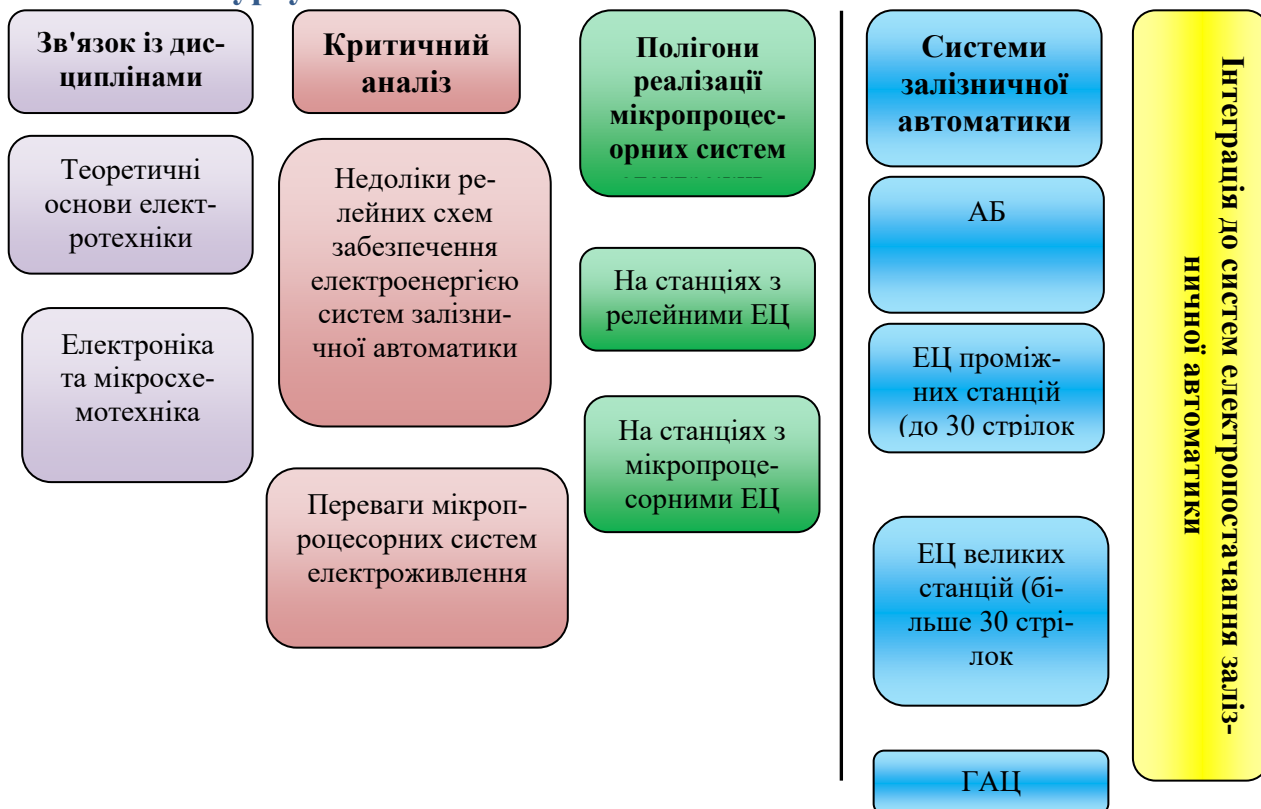 Зв'язок із дис-
циплінами
Теоретичні
основи елект-
ротехніки
Електроніка
та мікросхе-
мотехніка
Критичний
аналіз
Недоліки ре-
лейних схем
забезпечення
електроенергією
систем залізни-
чної автоматики
Переваги мікроп-
роцесорних систем
електроживлення
Полігони
реалізації
мікропроцес-
орних систем
На станціях з
релейними ЕЦ
На станціях з
мікропроце-
сорними ЕЦ
Системи
залізничної
автоматики
АБ
ЕЦ проміж-
них станцій
(до 30 стрілок
ЕЦ великих
станцій (бі-
льше 30 стрі-
лок
ГАЦ
Інтеграція до систем електропостачання заліз-
ничної автоматики